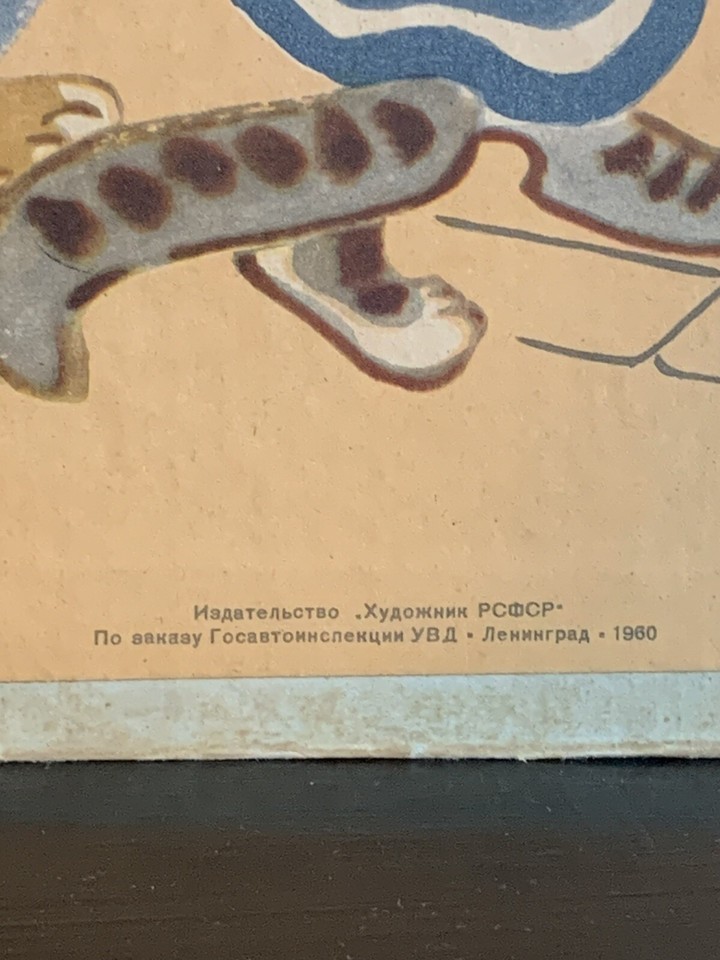 Издательство „Художник РСФСР"
По заказу Госавтоинспекции УВД • Ленинград • 1960